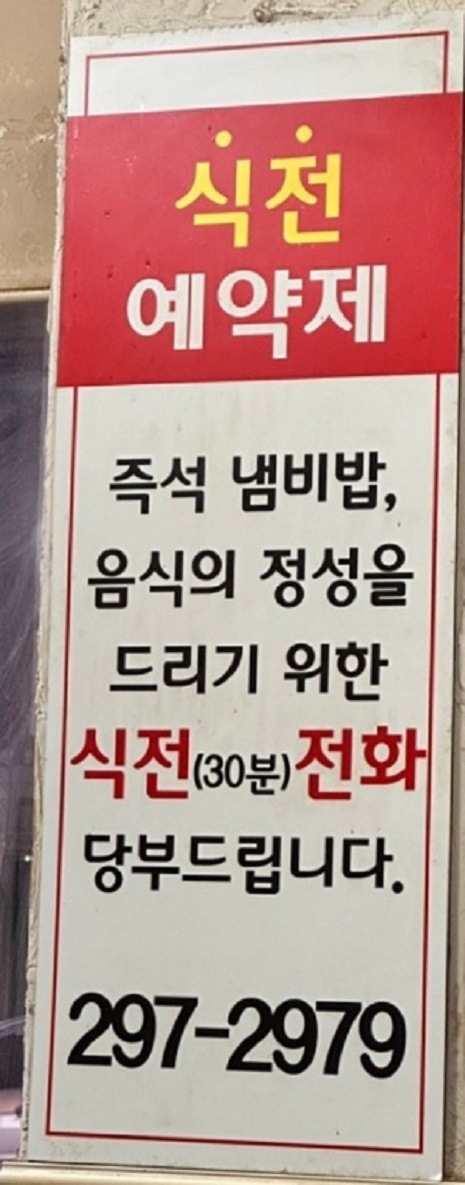 식전
예약제
즉석 냄비밥,
음식의 정성을
드리기 위한
식전(30분)전화
당부드립니다.
297-2979